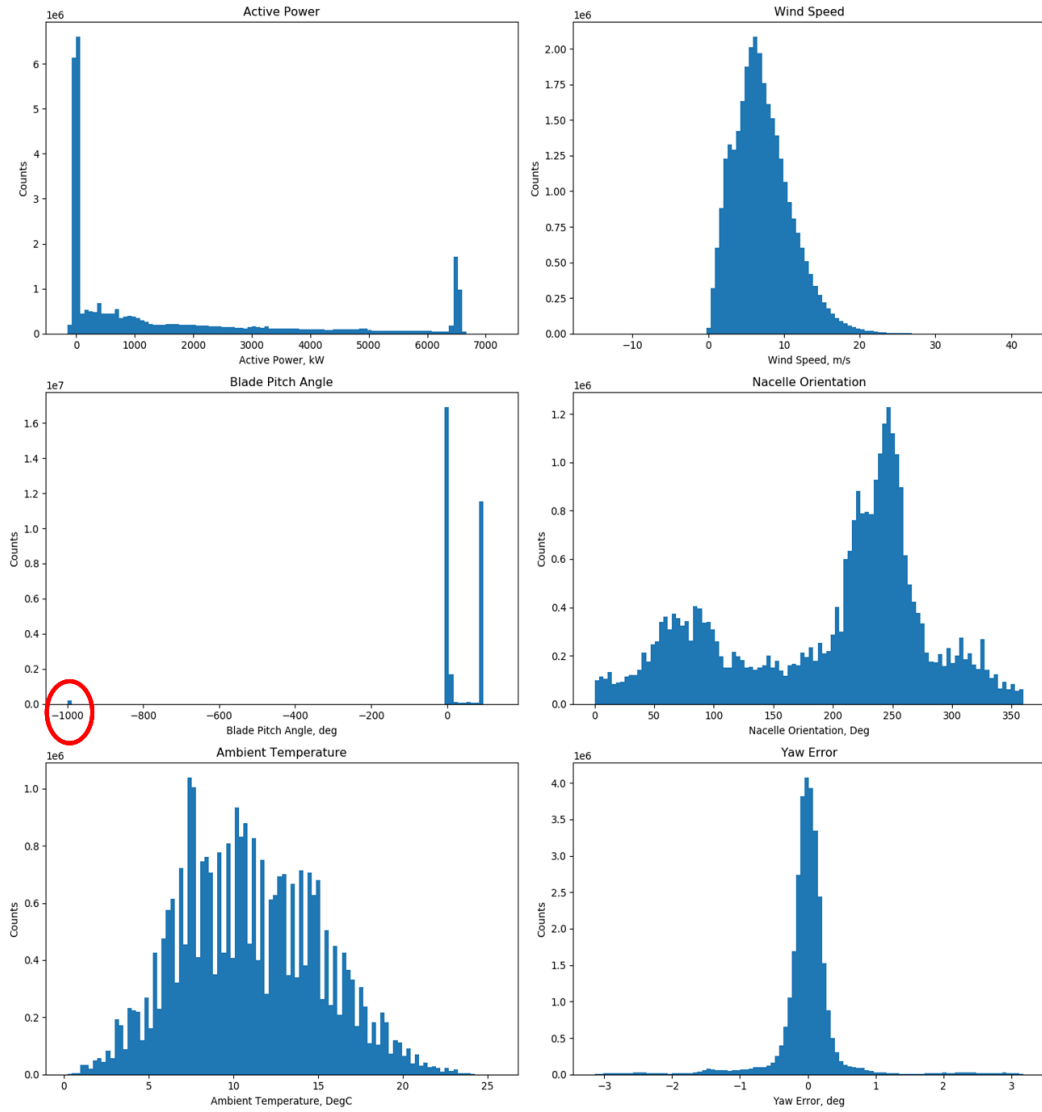 Active Power
1e6
6
5
4
3
2
1
0
Counts
0 1000 2000 3000 4000 5000 6000 7000
Active Power, kW
Wind Speed
1e6
2.00
1.75
1.50
1.25
1.00
0.75
0.50
0.25
0.00
Counts
−10 0 10 20 30 40
Wind Speed, m/s
Blade Pitch Angle
1e7
1.6
1.4
1.2
1.0
0.8
0.6
0.4
0.2
0.0
Counts
−1000 −800 −600 −400 −200 0
Blade Pitch Angle, deg
Nacelle Orientation
1e6
1.2
1.0
0.8
0.6
0.4
0.2
0.0
Counts
0 50 100 150 200 250 300 350
Nacelle Orientation, Deg
Ambient Temperature
1e6
1.0
0.8
0.6
0.4
0.2
0.0
Counts
0 5 10 15 20 25
Ambient Temperature, DegC
Yaw Error
1e6
4.0
3.5
3.0
2.5
2.0
1.5
1.0
0.5
0.0
Counts
−3 −2 −1 0 1 2 3
Yaw Error, deg